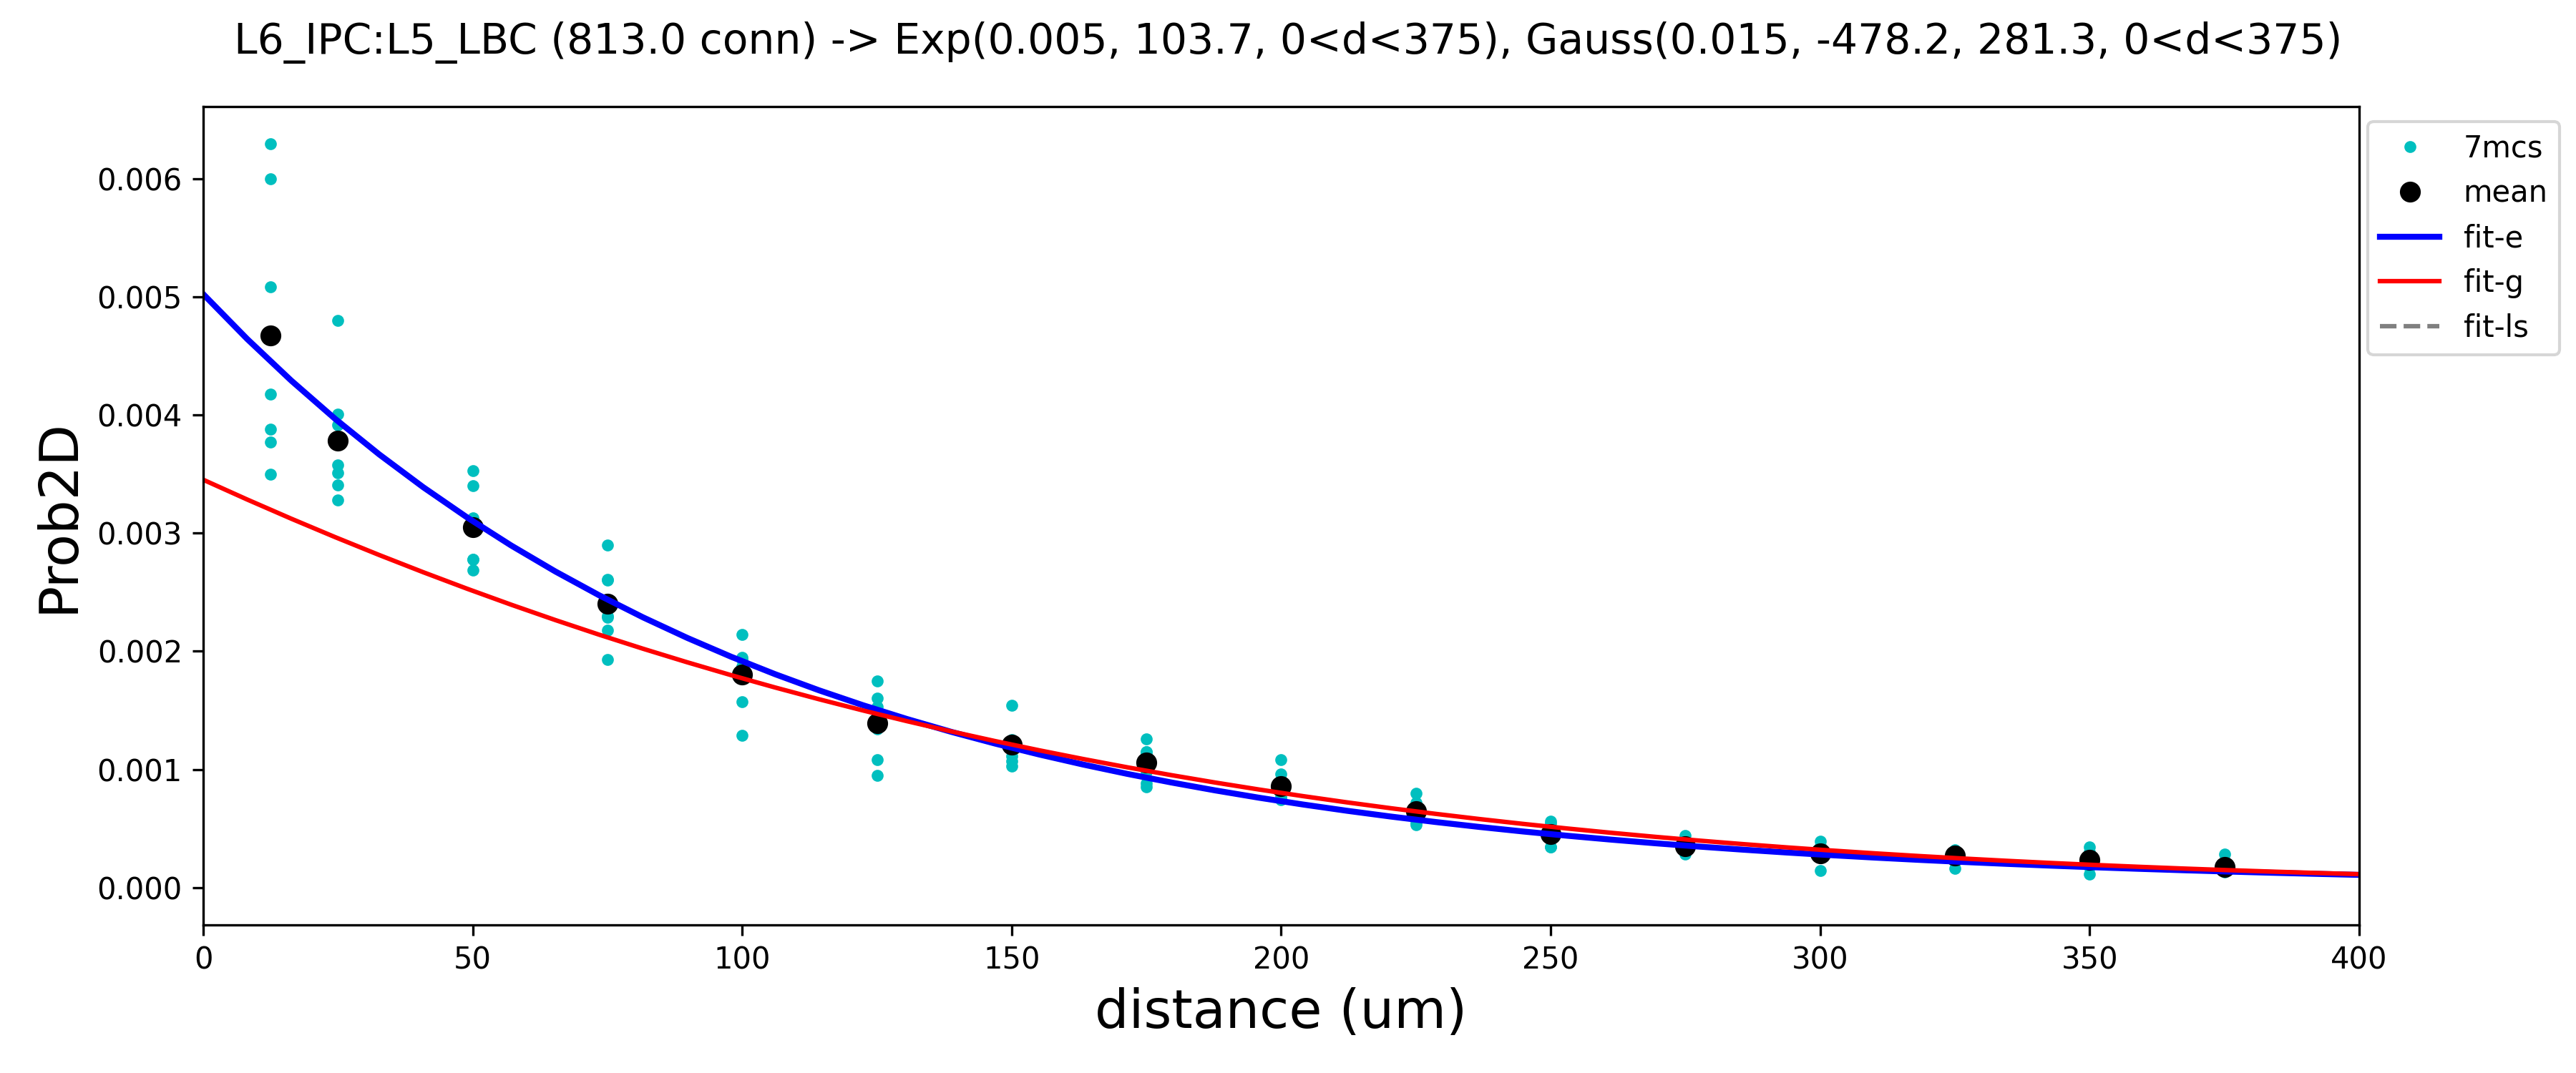 L6_IPC:L5_LBC (813.0 conn) -> Exp(0.005, 103.7, 0<d<375), Gauss(0.015, -478.2, 281.3, 0<d<375)
7mcs
mean
fit-e
fit-g
fit-ls
Prob2D
0.006
0.005
0.004
0.003
0.002
0.001
0.000
0 50 100 150 200 250 300 350 400
distance (um)